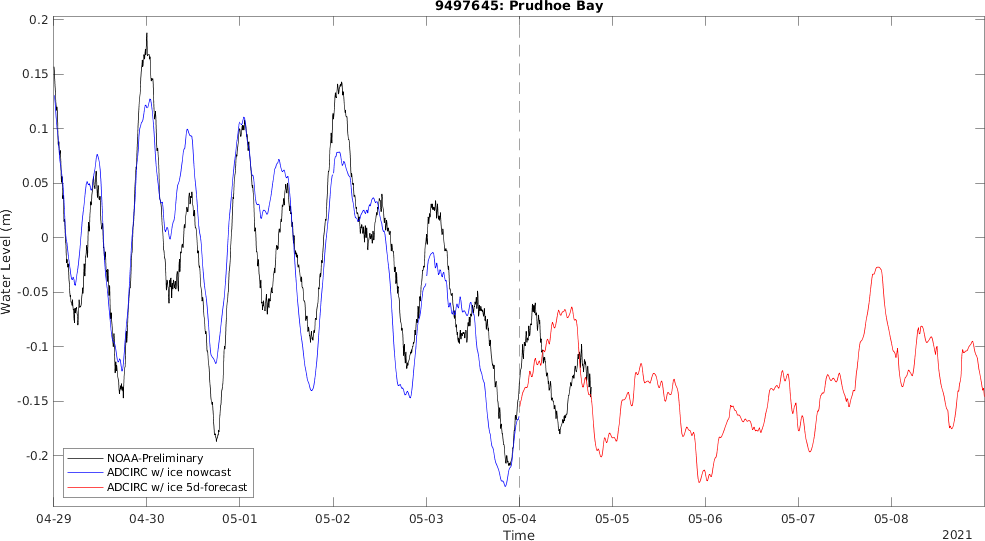 9497645: Prudhoe Bay
0.2
0.15
0.1
0.05
0
-0.05
-0.1
-0.15
-0.2
Water Level (m)
NOAA-Preliminary
ADCIRC w/ ice nowcast
ADCIRC w/ ice 5d-forecast
04-29 04-30 05-01 05-02 05-03 05-04 05-05 05-06 05-07 05-08
Time
2021